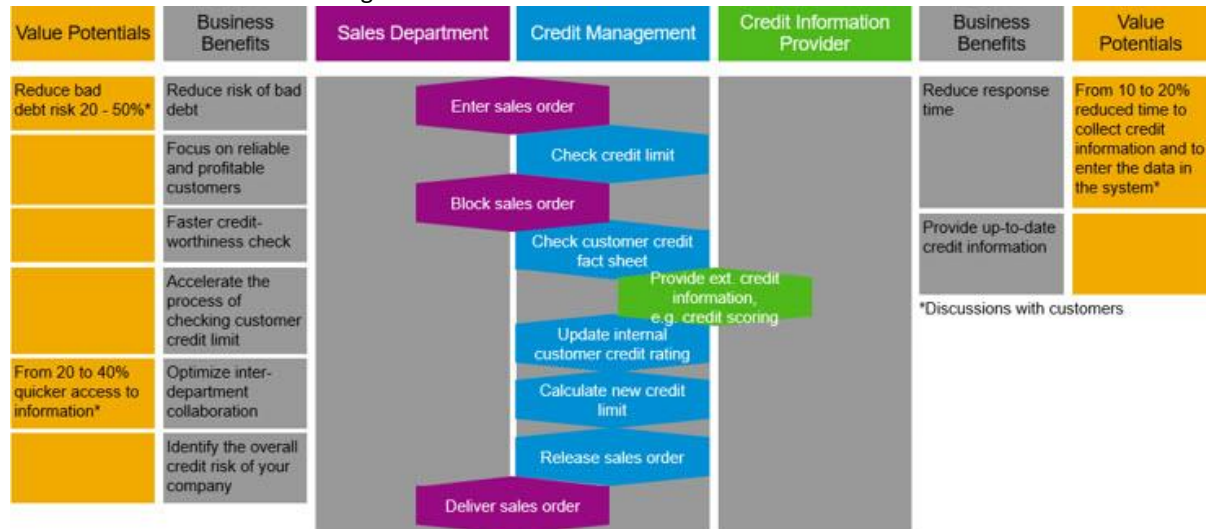 Value Potentials
Business
Benefits
Sales Department
Credit Management
Credit Information
Provider
Business
Benefits
Value
Potentials
Reduce bad
debt risk 20 - 50%*
Reduce risk of bad
debt
Focus on reliable
and profitable
customers
Faster credit-
worthiness check
Accelerate the
process of
checking customer
credit limit
From 20 to 40%
quicker access to
information*
Optimize inter-
department
collaboration
Identify the overall
credit risk of your
company
Enter sales order
Check credit limit
Block sales order
Check customer credit
fact sheet
Provide ext. credit
information,
e.g. credit scoring
Update internal
customer credit rating
Calculate new credit
limit
Release sales order
Deliver sales order
Reduce response
time
Provide up-to-date
credit information
From 10 to 20%
reduced time to
collect credit
information and to
enter the data in
the system*
*Discussions with customers